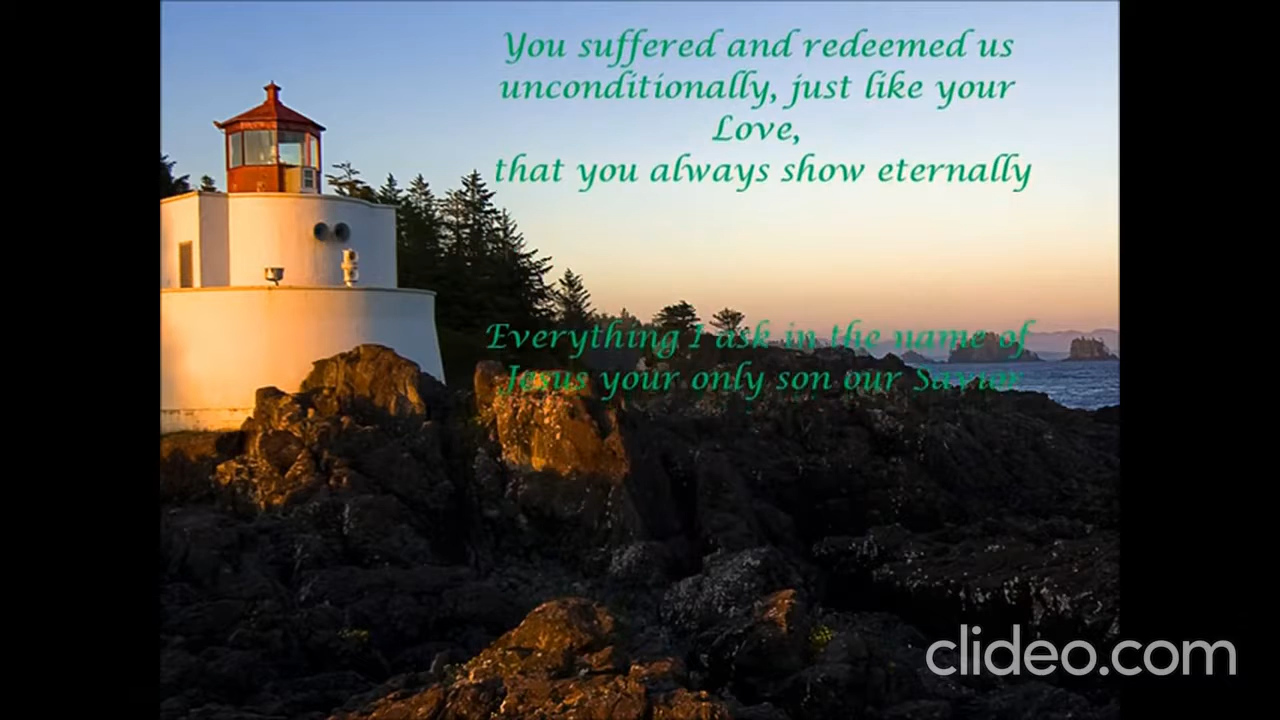 You suffered and redeemed us
unconditionally, just like your
Love,
that you always show eternally
Everything I ask in the name of
Jesus your only son our Savior
clideo.com